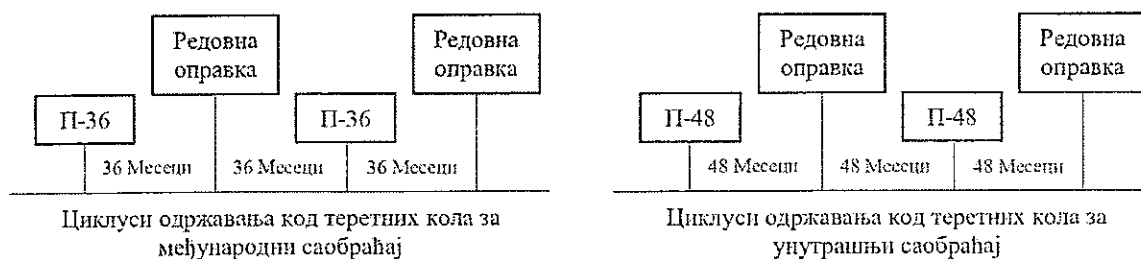 Редовна
оправка
Редовна
оправка
П-36
П-36
36 Месеци
36 Месеци
36 Месеци
Циклуси одржавања код теретних кола за
међународни саобраћај
Редовна
оправка
Редовна
оправка
П-48
П-48
48 Месеци
48 Месеци
48 Месеци
Циклуси одржавања код теретних кола за
унутрашњи саобраћај